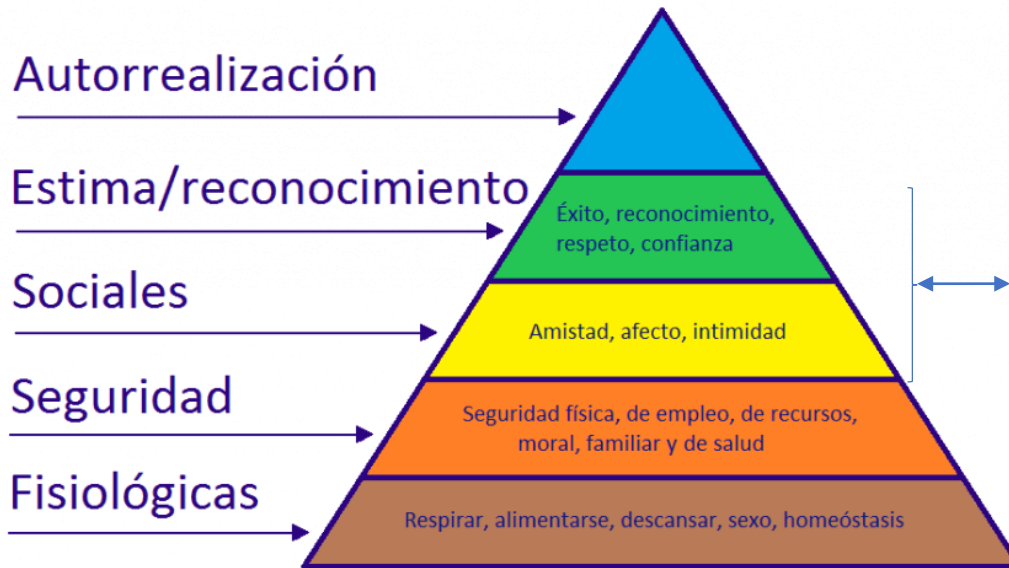 Autorrealización
Estima/reconocimiento
Éxito, reconocimiento,
respeto, confianza
Sociales
Amistad, afecto, intimidad
Seguridad
Seguridad física, de empleo, de recursos,
moral, familiar y de salud
Fisiológicas
Respirar, alimentarse, descansar, sexo, homeóstasis